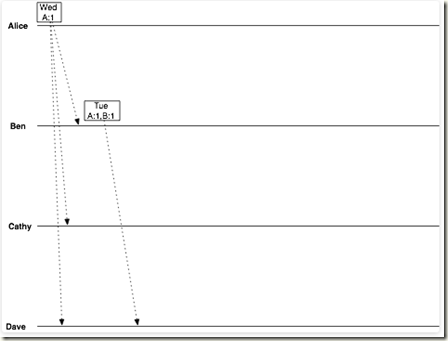 Wed
A:1
Alice
Tue
A:1,B:1
Ben
Cathy
Dave